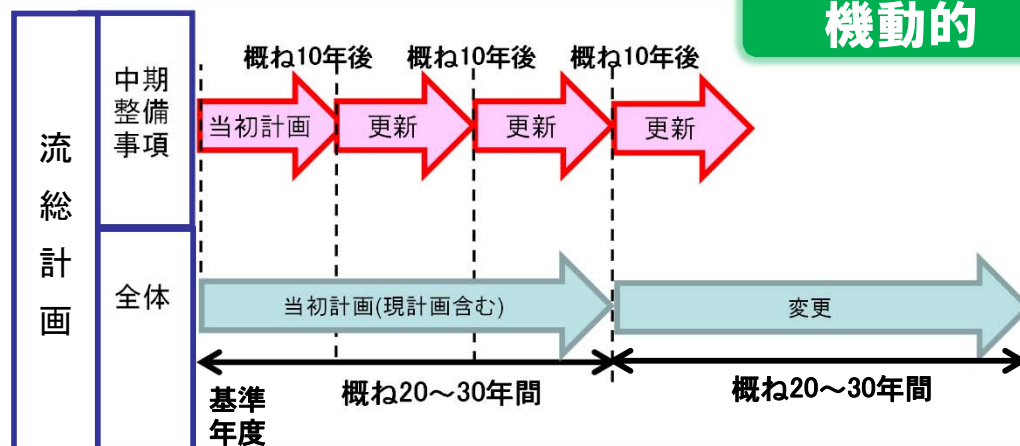 機動的
流総計画
中期
整備
事項
概ね10年後
概ね10年後
概ね10年後
当初計画
更新
更新
更新
全体
当初計画(現計画含む)
変更
基準
年度
概ね20～30年間
概ね20～30年間